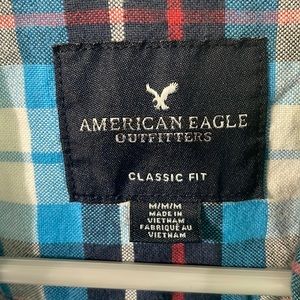 AMERICAN EAGLE
OUTFITTERS
CLASSIC FIT
M/M/M
MADE IN
VIETNAM
FABRIQUÉ AU
VIETNAM